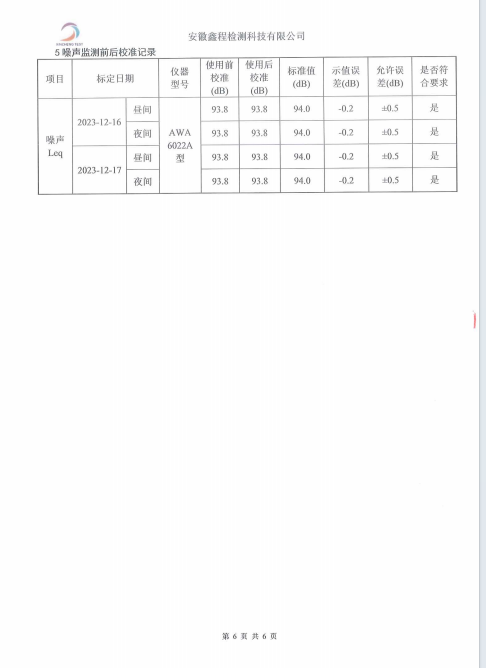 安徽鑫程检测科技有限公司
5 噪声监测前后校准记录
项目 标定日期 仪器型号 使用前校准(dB) 使用后校准(dB) 标准值(dB) 示值误差(dB) 允许误差(dB) 是否符合要求
噪声 Leq 2023-12-16 昼间 AWA 6022A 型 93.8 93.8 94.0 -0.2 ±0.5 是
夜间 93.8 93.8 94.0 -0.2 ±0.5 是
2023-12-17 昼间 93.8 93.8 94.0 -0.2 ±0.5 是
夜间 93.8 93.8 94.0 -0.2 ±0.5 是
第 6 页 共 6 页